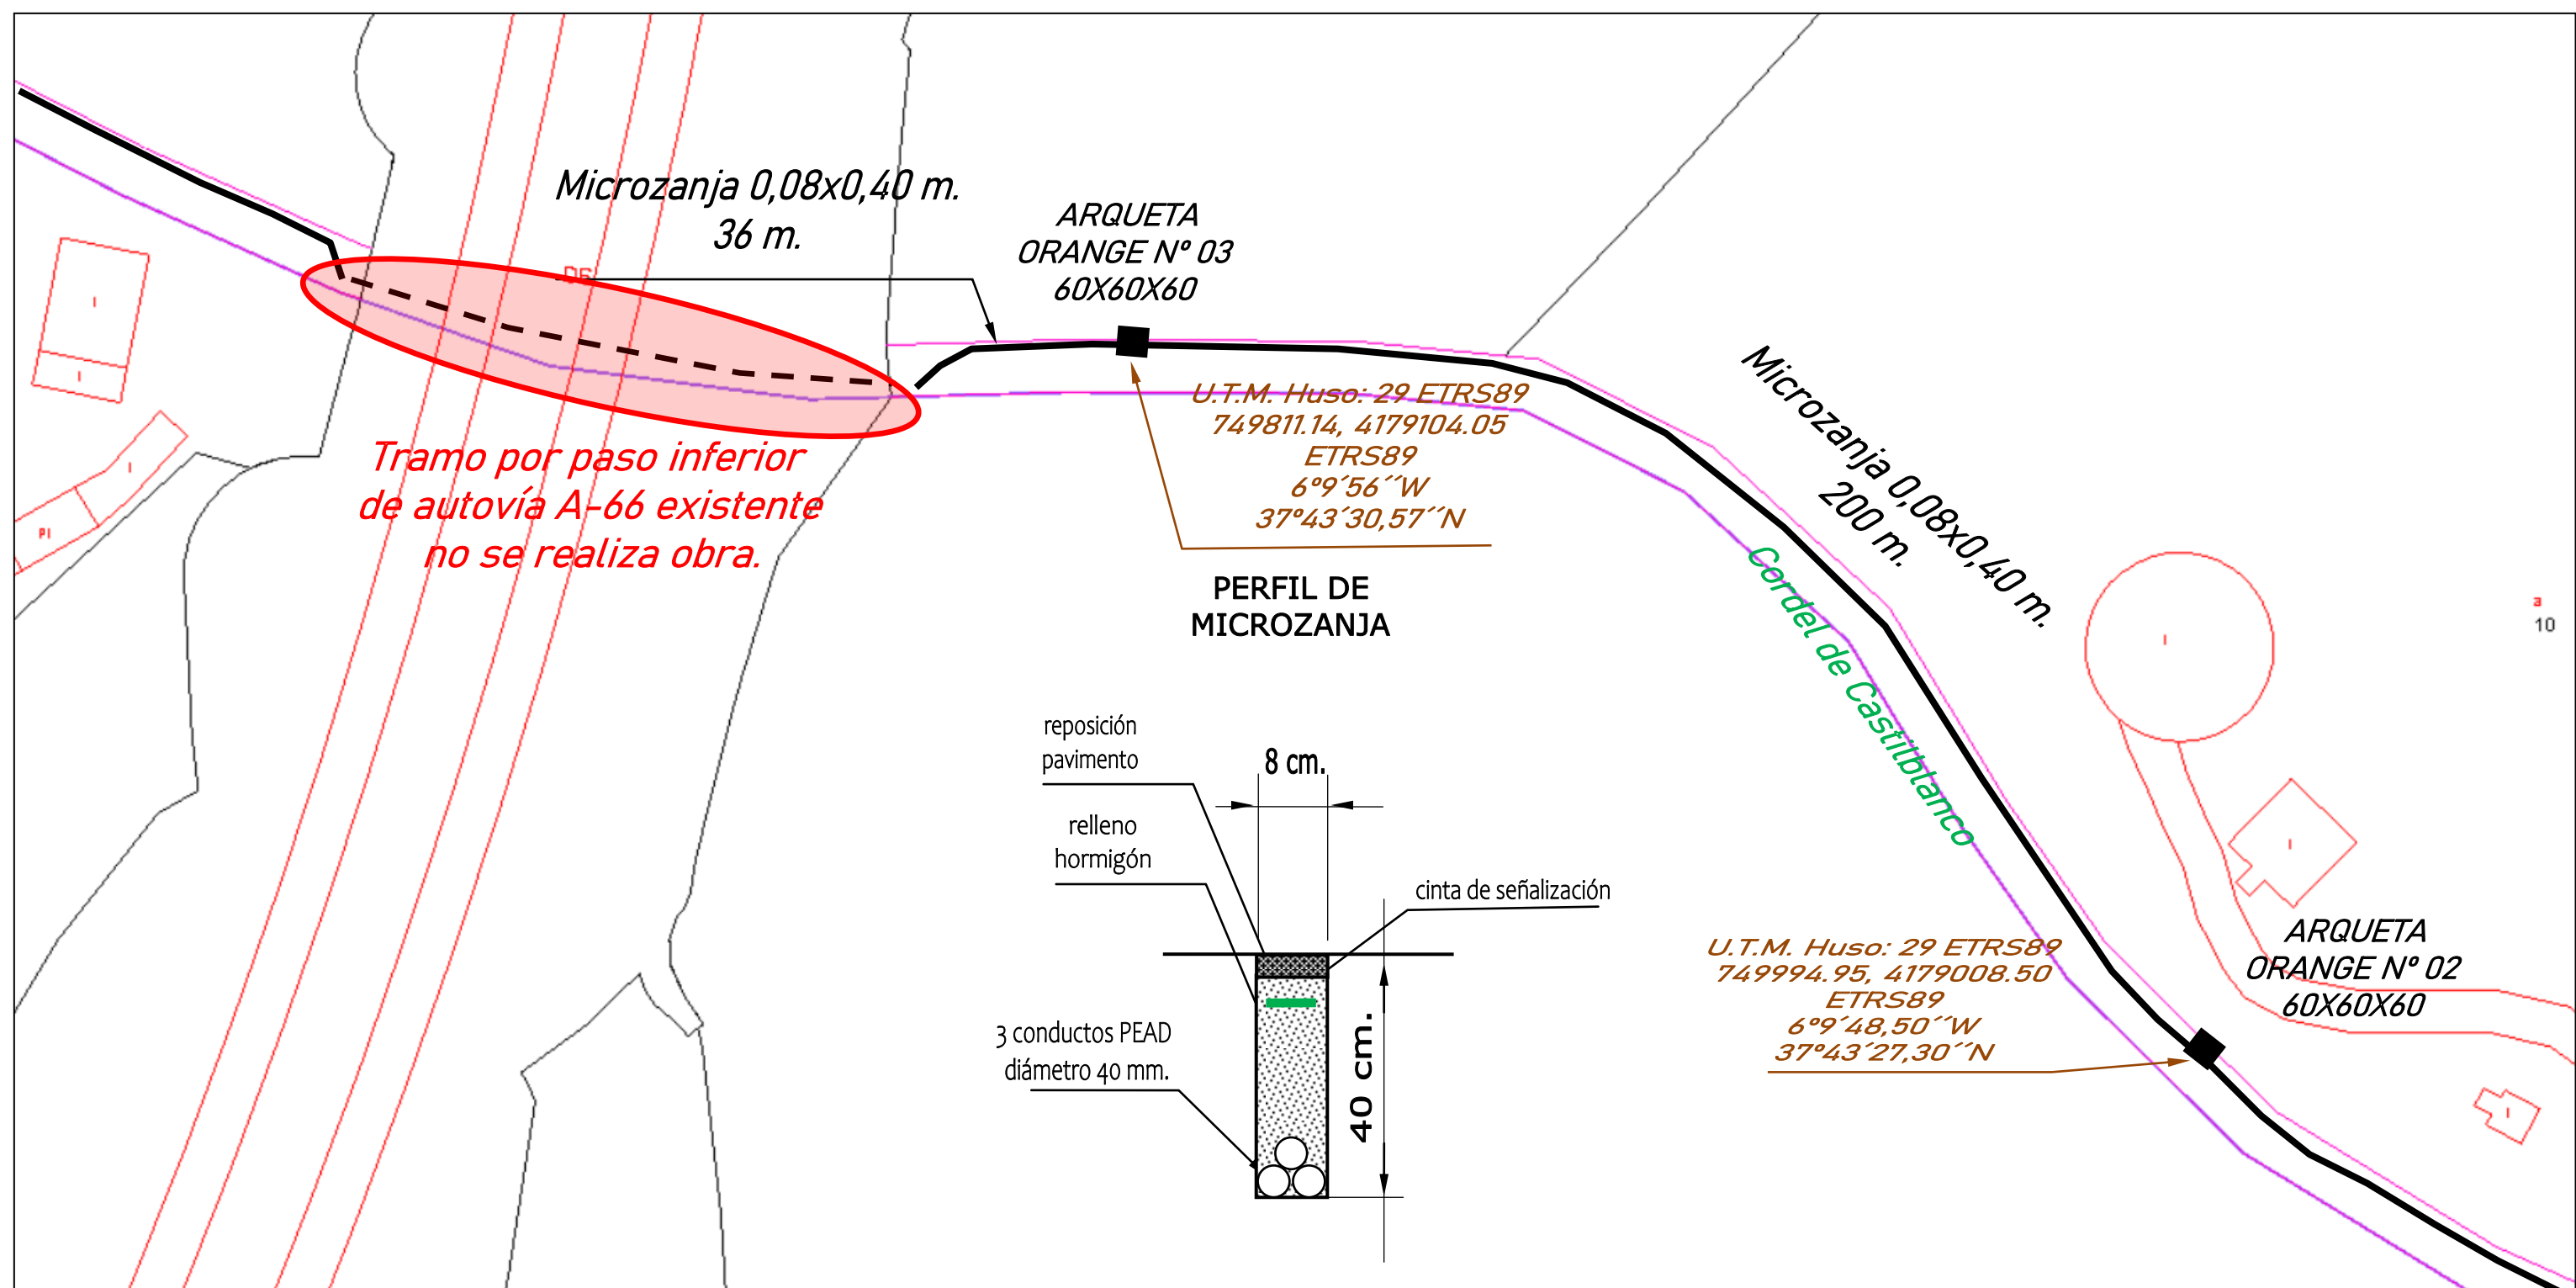 Microzanja 0,08x0,40 m.
36 m.
ARQUETA
ORANGE Nº 03
60X60X60
U.T.M. Huso: 29 ETRS89
749811.14, 4179104.05
ETRS89
6º9´56´´W
37º43´30,57´´N
Tramo por paso inferior
de autovía A-66 existente
no se realiza obra.
Microzanja 0,08x0,40 m.
200 m.
Cordel de Castilblanco
PERFIL DE
MICROZANJA
reposición
pavimento
8 cm.
relleno
hormigón
cinta de señalización
3 conductos PEAD
diámetro 40 mm.
40 cm.
U.T.M. Huso: 29 ETRS89
749994.95, 4179008.50
ETRS89
6º9´48,50´´W
37º43´27,30´´N
ARQUETA
ORANGE Nº 02
60X60X60
a
10
I
I
I
PI
I
I
I